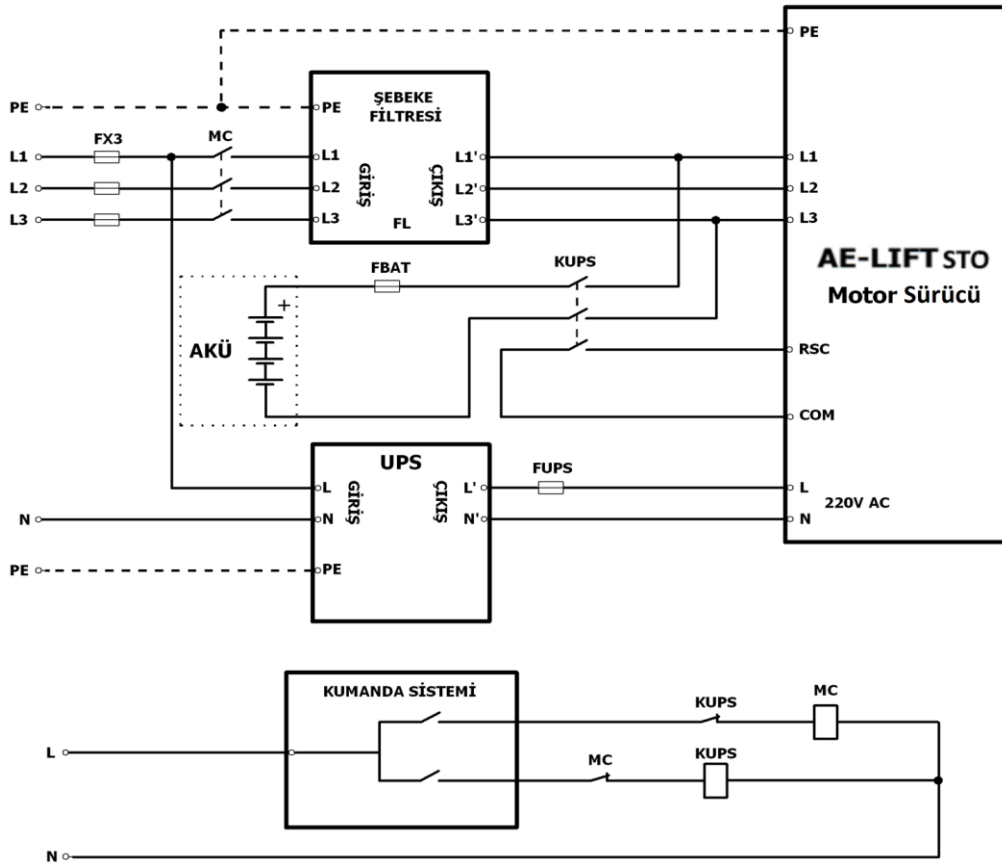 PE
PE
FX3
MC
L1
L2
L3
PE
ŞEBEKE
FİLTRESİ
L1
L2
L3
GİRİŞ
ÇIKIŞ
FL
L1'
L2'
L3'
L1
L2
L3
AE-LIFT STO
Motor Sürücü
AKÜ
+
FBAT
KUPS
RSC
COM
UPS
L
N
PE
GİRİŞ
ÇIKIŞ
L'
N'
FUPS
L
N
220V AC
N
PE
KUMANDA SİSTEMİ
KUPS
MC
L
MC
KUPS
N